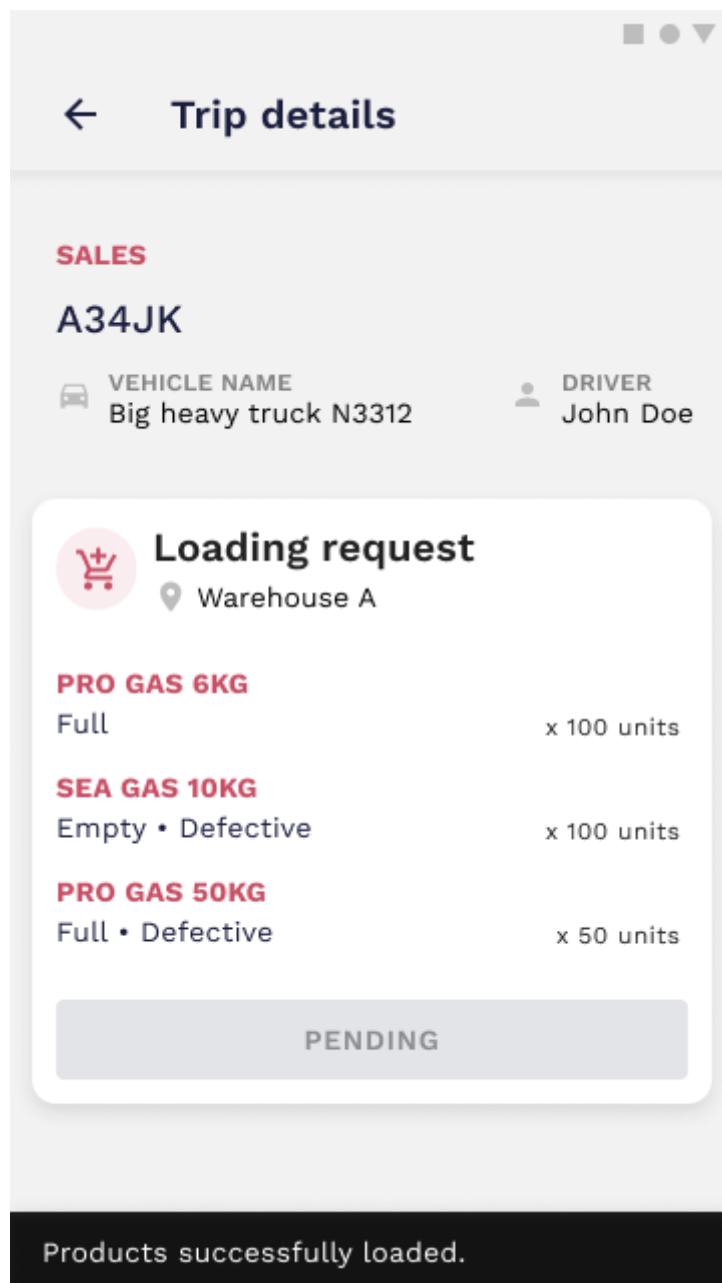 Trip details
SALES
A34JK
VEHICLE NAME
Big heavy truck N3312
DRIVER
John Doe
Loading request
Warehouse A
PRO GAS 6KG
Full
x 100 units
SEA GAS 10KG
Empty • Defective
x 100 units
PRO GAS 50KG
Full • Defective
x 50 units
PENDING
Products successfully loaded.